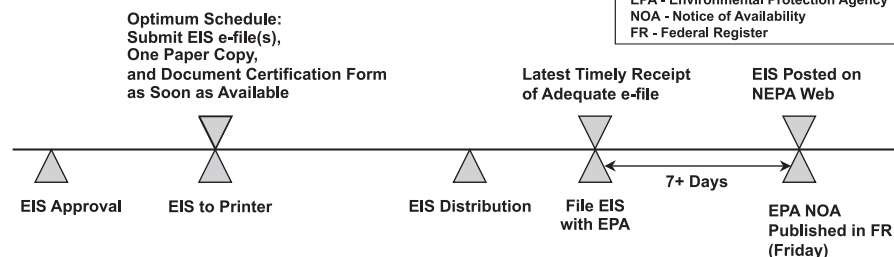 EPA - Environmental Protection Agency
NOA - Notice of Availability
FR - Federal Register
Optimum Schedule:
Submit EIS e-file(s),
One Paper Copy,
and Document Certification Form
as Soon as Available
Latest Timely Receipt
of Adequate e-file
EIS Posted on
NEPA Web
7+ Days
EIS Approval
EIS to Printer
EIS Distribution
File EIS
with EPA
EPA NOA
Published in FR
(Friday)